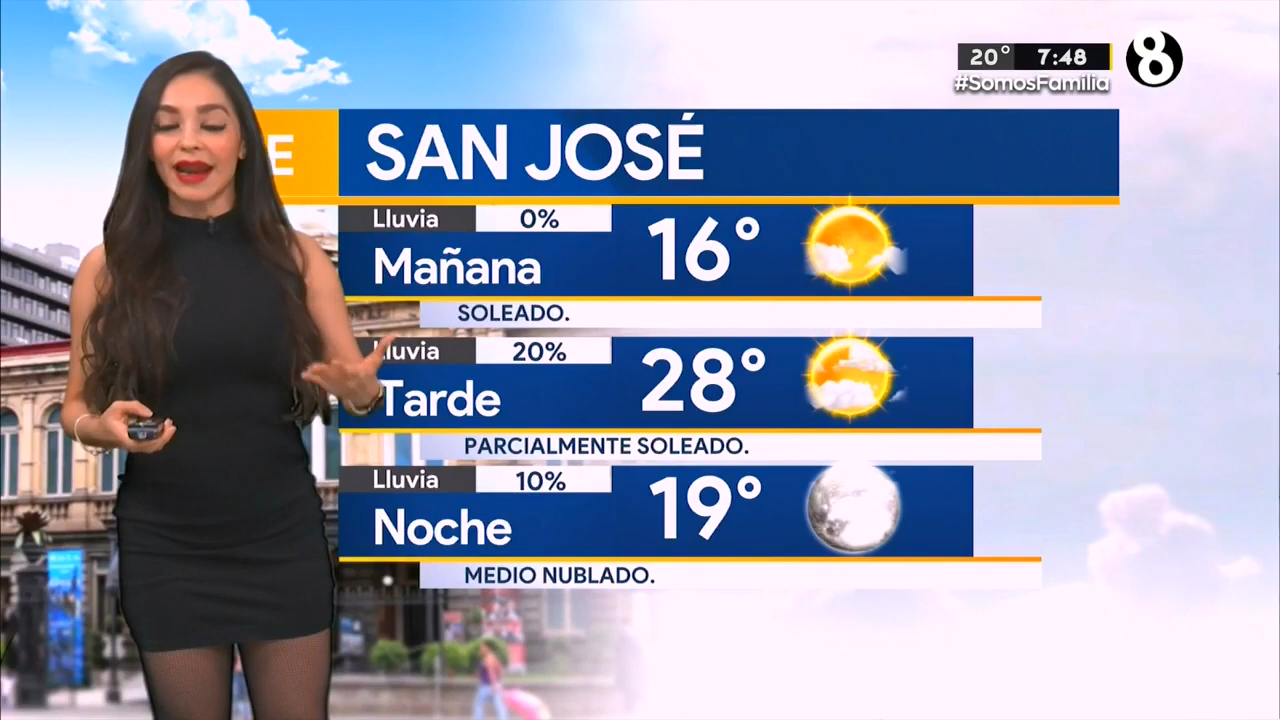 20° 7:48 8
#SomosFamilia
E SAN JOSÉ
Lluvia 0%
Mañana 16°
SOLEADO.
Lluvia 20%
Tarde 28°
PARCIALMENTE SOLEADO.
Lluvia 10%
Noche 19°
MEDIO NUBLADO.